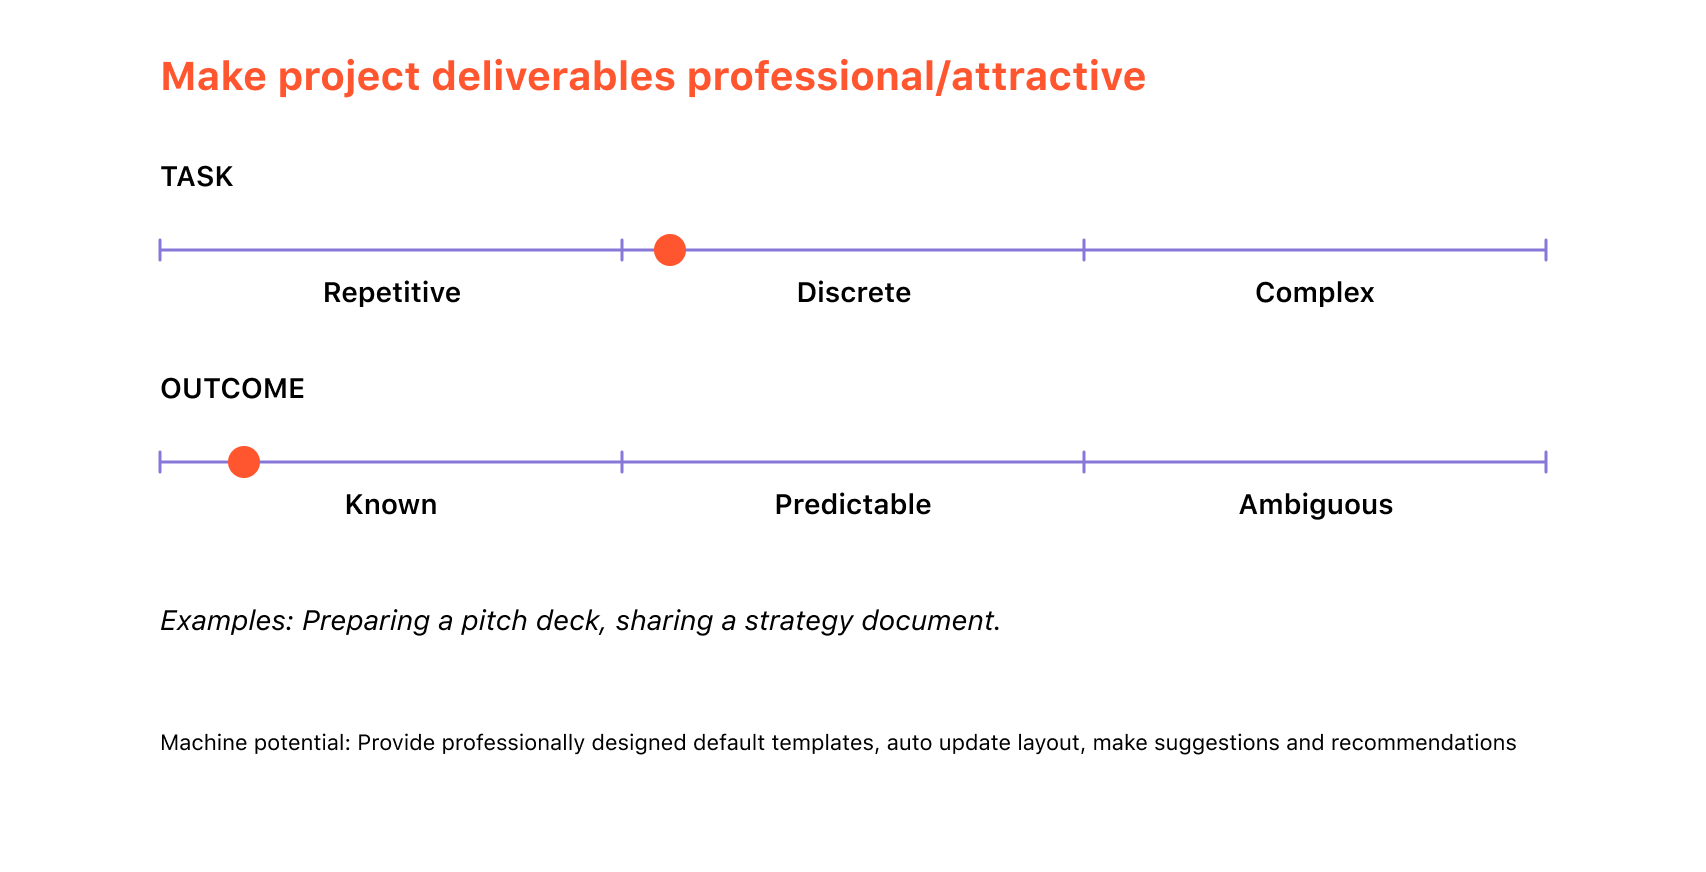 Make project deliverables professional/attractive
TASK
Repetitive
Discrete
Complex
OUTCOME
Known
Predictable
Ambiguous
Examples: Preparing a pitch deck, sharing a strategy document.
Machine potential: Provide professionally designed default templates, auto update layout, make suggestions and recommendations